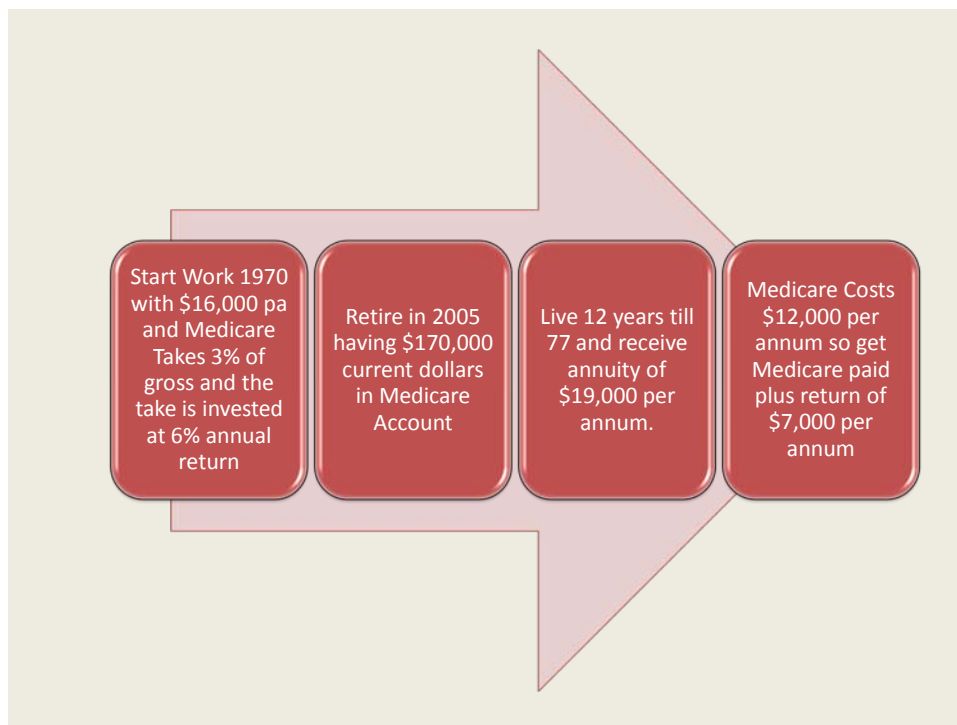 Start Work 1970
with $16,000 pa
and Medicare
Takes 3% of
gross and the
take is invested
at 6% annual
return
Retire in 2005
having $170,000
current dollars
in Medicare
Account
Live 12 years till
77 and receive
annuity of
$19,000 per
annum.
Medicare Costs
$12,000 per
annum so get
Medicare paid
plus return of
$7,000 per
annum